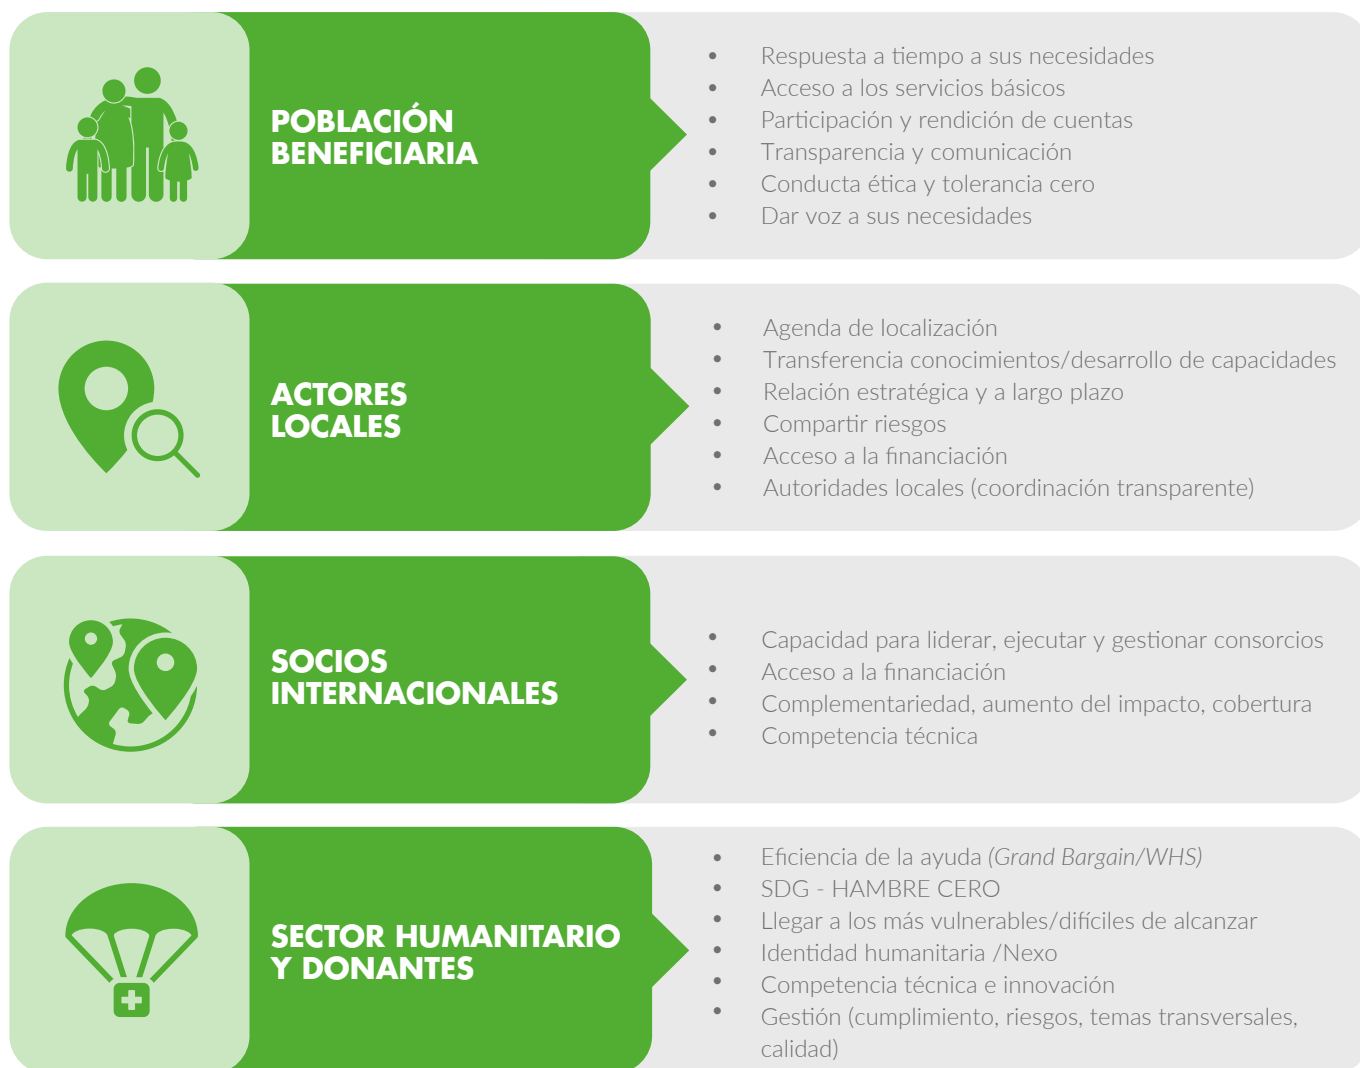 POBLACIÓN
BENEFICIARIA
• Respuesta a tiempo a sus necesidades
• Acceso a los servicios básicos
• Participación y rendición de cuentas
• Transparencia y comunicación
• Conducta ética y tolerancia cero
• Dar voz a sus necesidades
ACTORES
LOCALES
• Agenda de localización
• Transferencia conocimientos/desarrollo de capacidades
• Relación estratégica y a largo plazo
• Compartir riesgos
• Acceso a la financiación
• Autoridades locales (coordinación transparente)
SOCIOS
INTERNACIONALES
• Capacidad para liderar, ejecutar y gestionar consorcios
• Acceso a la financiación
• Complementariedad, aumento del impacto, cobertura
• Competencia técnica
SECTOR HUMANITARIO
Y DONANTES
• Eficiencia de la ayuda (Grand Bargain/WHS)
• SDG - HAMBRE CERO
• Llegar a los más vulnerables/difíciles de alcanzar
• Identidad humanitaria /Nexo
• Competencia técnica e innovación
• Gestión (cumplimiento, riesgos, temas transversales,
calidad)